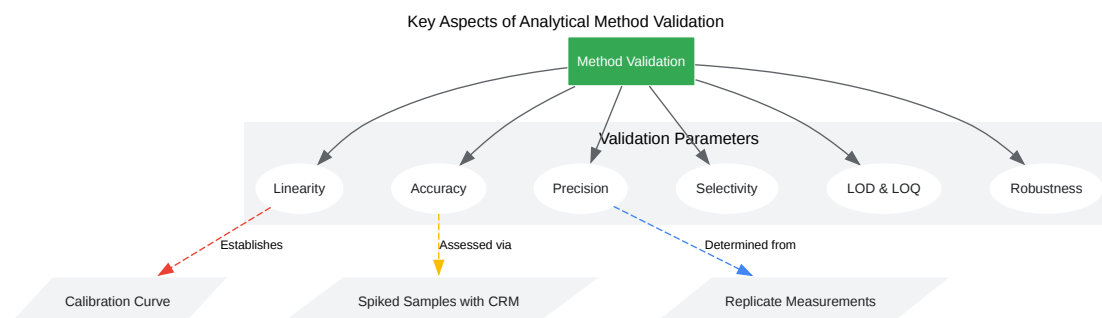 Key Aspects of Analytical Method Validation
Method Validation
Validation Parameters
Linearity
Accuracy
Precision
Selectivity
LOD & LOQ
Robustness
Establishes
Assessed via
Determined from
Calibration Curve
Spiked Samples with CRM
Replicate Measurements